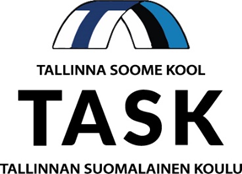 TALLINNA SOOME KOOL
TASK
TALLINNAN SUOMALAINEN KOULU